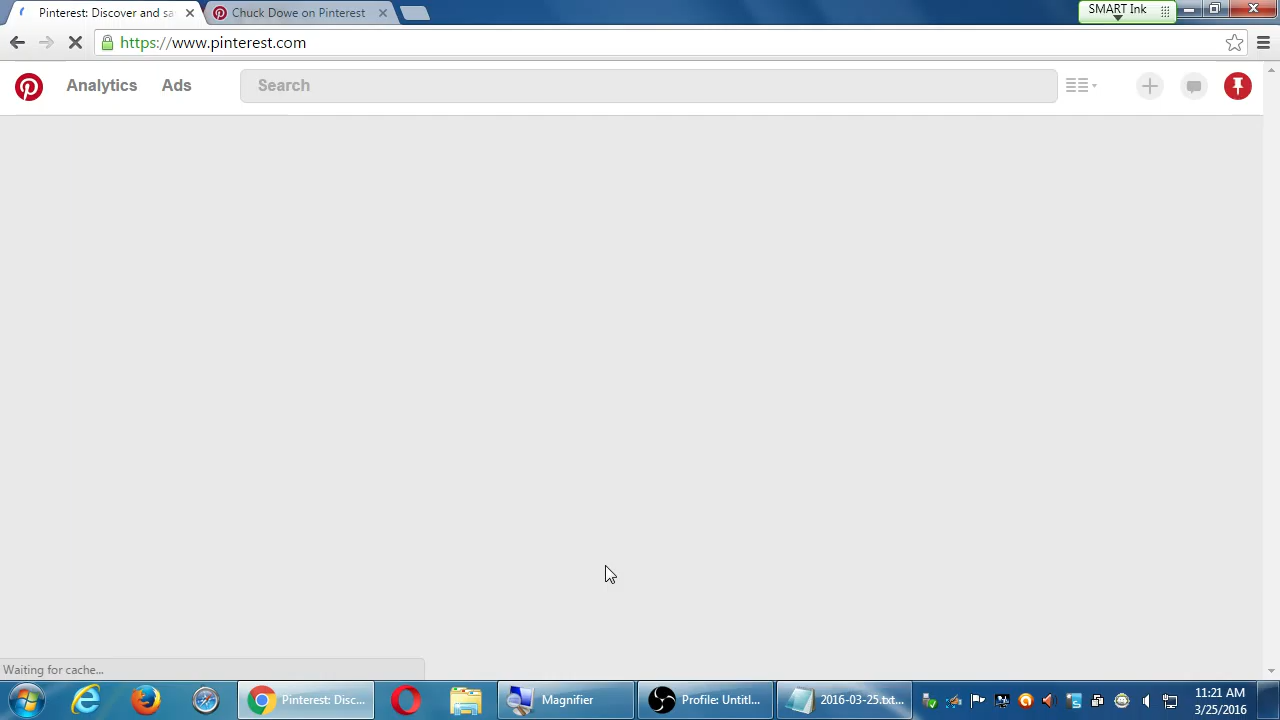 Pinterest: Discover and sa
Chuck Dowe on Pinterest
SMART Ink
https://www.pinterest.com
Analytics
Ads
Search
Waiting for cache...
Pinterest: Disc...
Magnifier
Profile: Untitl...
2016-03-25.txt...
11:21 AM
3/25/2016